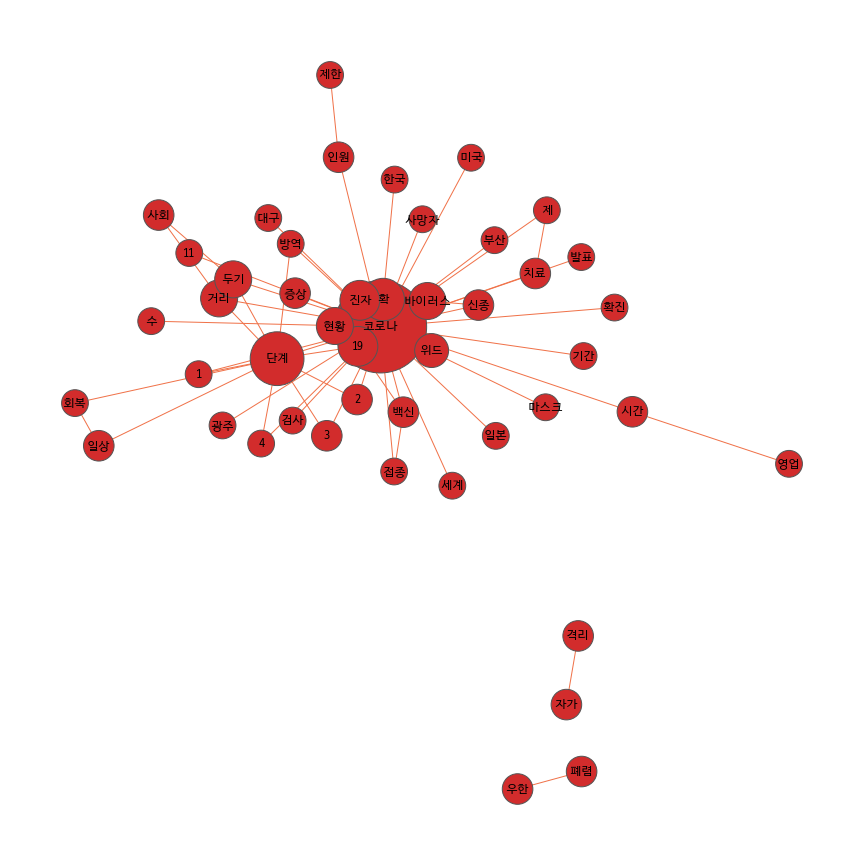 제한
인원
미국
한국
사회
제
대구
사망자
부산
방역
11
발표
치료
두기
증상
거리
진자
확
바이러스
신종
확진
수
현황
코로나
19
위드
기간
단계
1
2
회복
마스크
백신
시간
검사
광주
3
일본
4
일상
영업
접종
세계
격리
자가
폐렴
우한